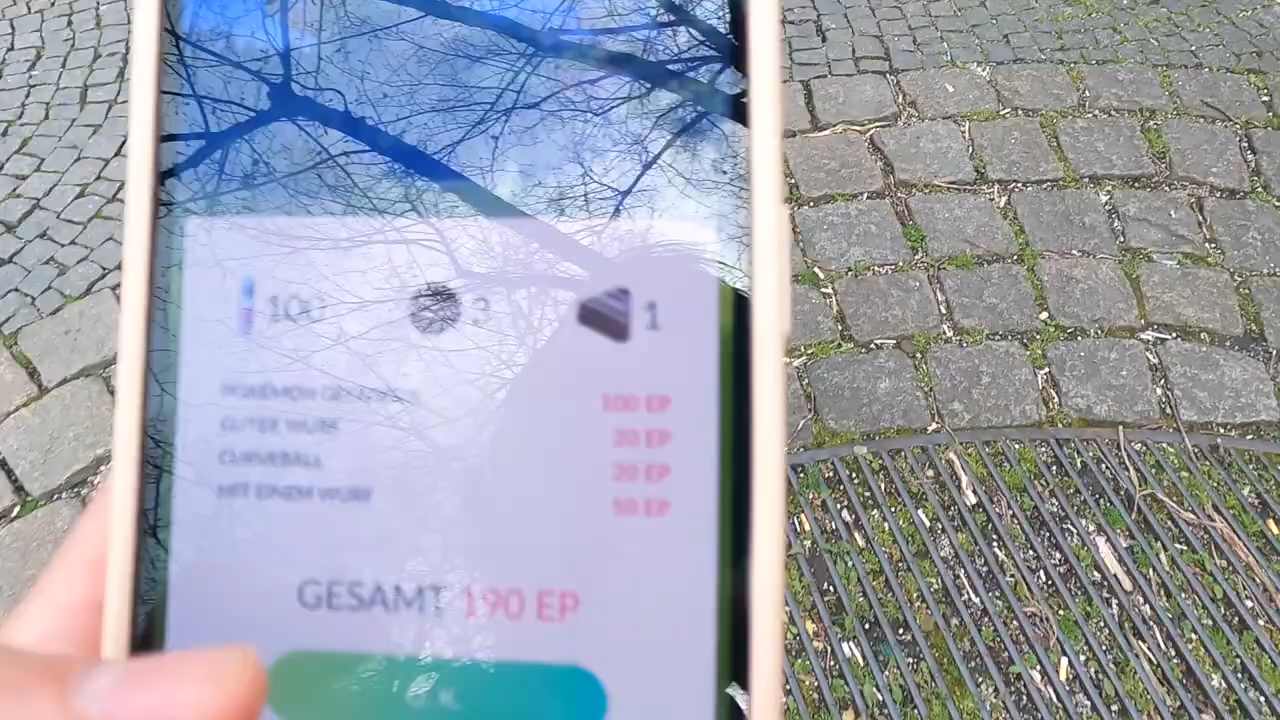 100 3 1
POKÉMON GEFANGEN 100 EP
GUTER WURF 20 EP
CURVEBALL 20 EP
MIT EINEM WURF 50 EP
GESAMT 190 EP